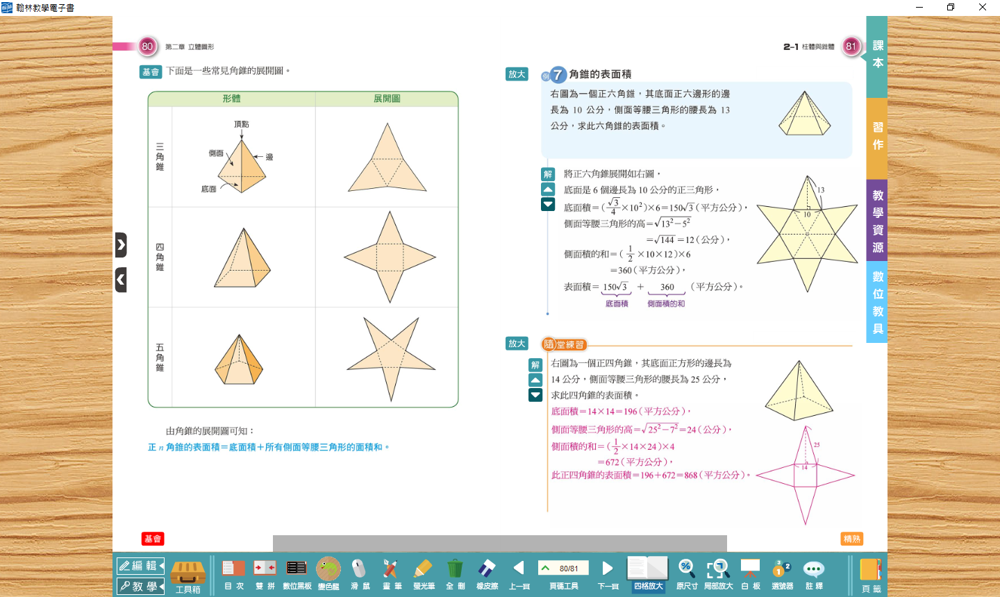 翰林教學電子書
80 第二章 立體圖形
基會 下面是一些常見角錐的展開圖。
形體 展開圖
三角錐
頂點
側面
邊
底面
四角錐
五角錐
由角錐的展開圖可知：
正 n 角錐的表面積＝底面積＋所有側面等腰三角形的面積和。
基會
2-1 柱體與錐體 81
放大 例 7 角錐的表面積
右圖為一個正六角錐，其底面正六邊形的邊
長為 10 公分，側面等腰三角形的腰長為 13
公分，求此六角錐的表面積。
解 將正六角錐展開如右圖，
底面是 6 個邊長為 10 公分的正三角形，
底面積＝(√3/4×10²)×6＝150√3(平方公分)，
側面等腰三角形的高＝√(13²－5²)
＝√144＝12(公分)，
側面積的和＝(1/2×10×12)×6
＝360(平方公分)，
表面積＝150√3 ＋ 360 (平方公分)。
底面積 側面積的和
13
10
放大 隨堂練習
解 右圖為一個正四角錐，其底面正方形的邊長為
14 公分，側面等腰三角形的腰長為 25 公分，
求此四角錐的表面積。
底面積＝14×14＝196(平方公分)，
側面等腰三角形的高＝√(25²－7²)＝24(公分)，
側面積的和＝(1/2×14×24)×4
＝672(平方公分)，
此正四角錐的表面積＝196＋672＝868(平方公分)。
25
14
精熟
課本
習作
教學資源
數位教具
編輯
教學
工具箱
目次
雙拼
數位黑板
變色龍
滑鼠
畫筆
螢光筆
全刪
橡皮擦
上一頁
80/81
頁碼工具
下一頁
四格放大
原尺寸
局部放大
白板
選號器
註釋
頁籤